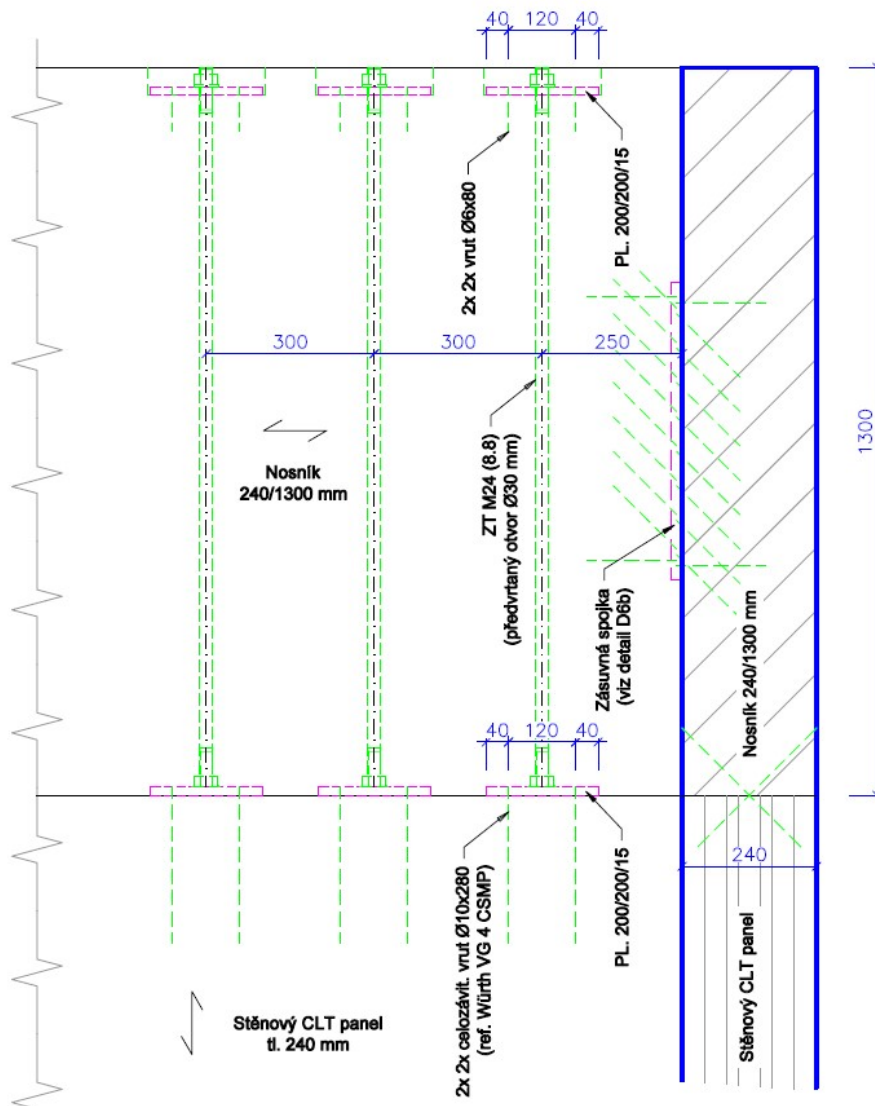 40 120 40
2x 2x vrut Ø6x80
PL. 200/200/15
300 300 250
1300
Nosník
240/1300 mm
ZT M24 (8.8)
(předvrtaný otvor Ø30 mm)
Zásuvná spojka
(viz detail D6b)
Nosník 240/1300 mm
40 120 40
240
2x 2x celozávit. vrut Ø10x280
(ref. Würth VG 4 CSMP)
PL. 200/200/15
Stěnový CLT panel
Stěnový CLT panel
tl. 240 mm